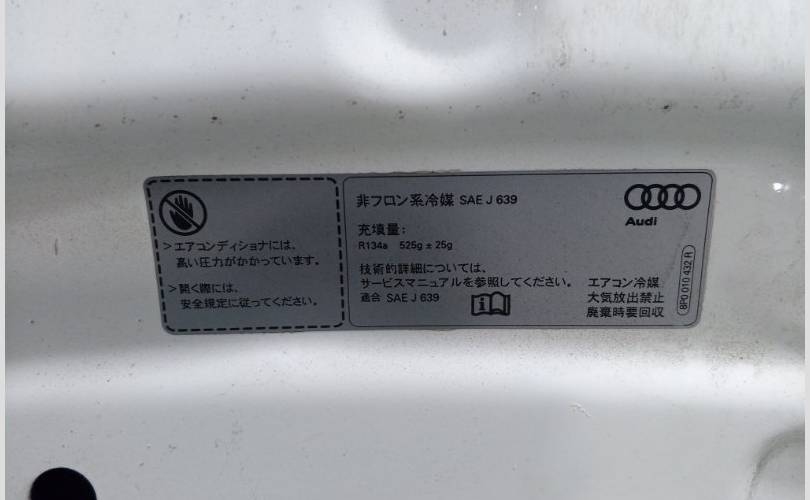 >エアコンディショナには、
高い圧力がかかっています。
>開く際には、
安全規定に従ってください。
非フロン系冷媒 SAE J 639
充填量:
R134a 525g ± 25g
技術的詳細については、
サービスマニュアルを参照してください。
適合 SAE J 639
Audi
エアコン冷媒
大気放出禁止
廃棄時要回収
8P0 010 432 R